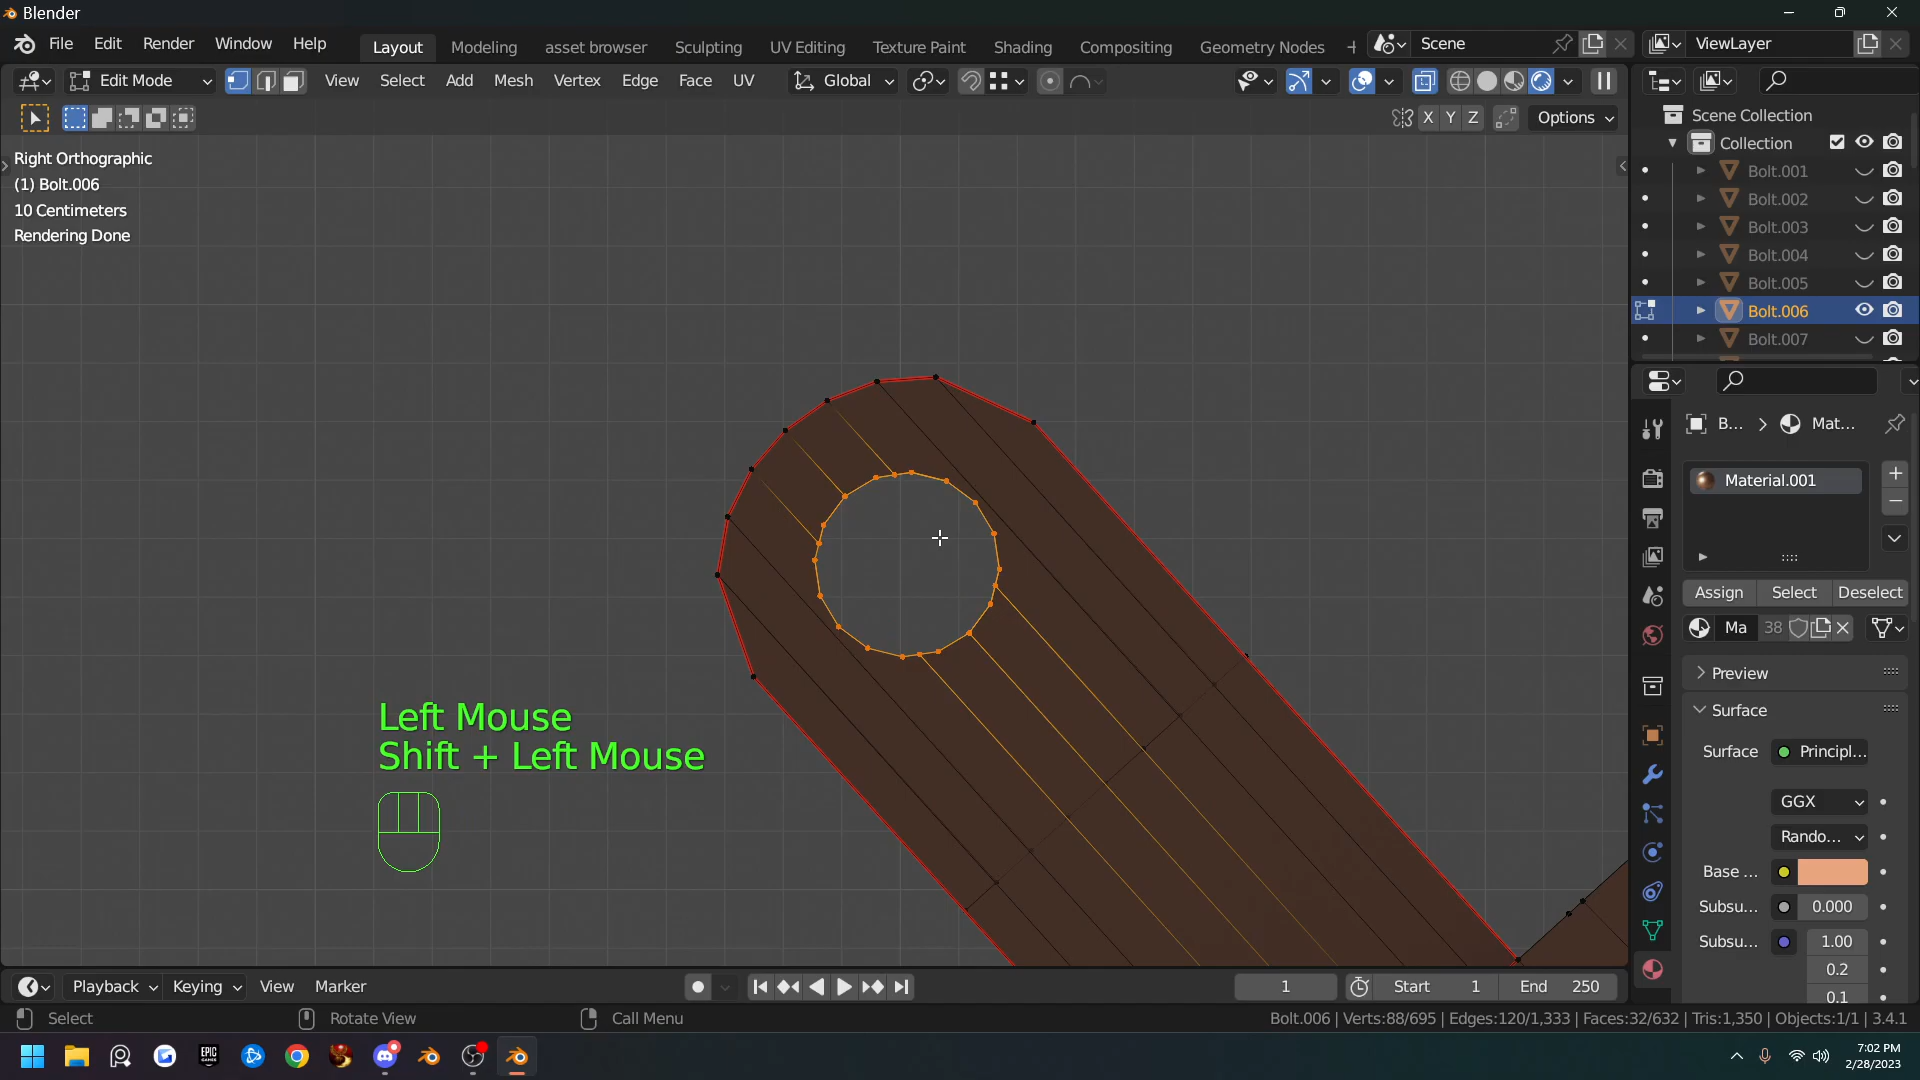 Blender
File Edit Render Window Help Layout Modeling asset browser Sculpting UV Editing Texture Paint Shading Compositing Geometry Nodes Scene ViewLayer
Edit Mode View Select Add Mesh Vertex Edge Face UV Global
X Y Z Options
Right Orthographic
(1) Bolt.006
10 Centimeters
Rendering Done
Scene Collection
Collection
Bolt.001
Bolt.002
Bolt.003
Bolt.004
Bolt.005
Bolt.006
Bolt.007
B... Mat...
Material.001
Assign Select Deselect
Ma 38
Preview
Surface
Surface Principl...
GGX
Rando...
Base ...
Subsu... 0.000
Subsu... 1.00
0.2
0.1
Left Mouse
Shift + Left Mouse
Playback Keying View Marker 1 Start 1 End 250
Select Rotate View Call Menu Bolt.006 | Verts:88/695 | Edges:120/1,333 | Faces:32/632 | Tris:1,350 | Objects:1/1 | 3.4.1
EPIC GAMES
7:02 PM
2/28/2023